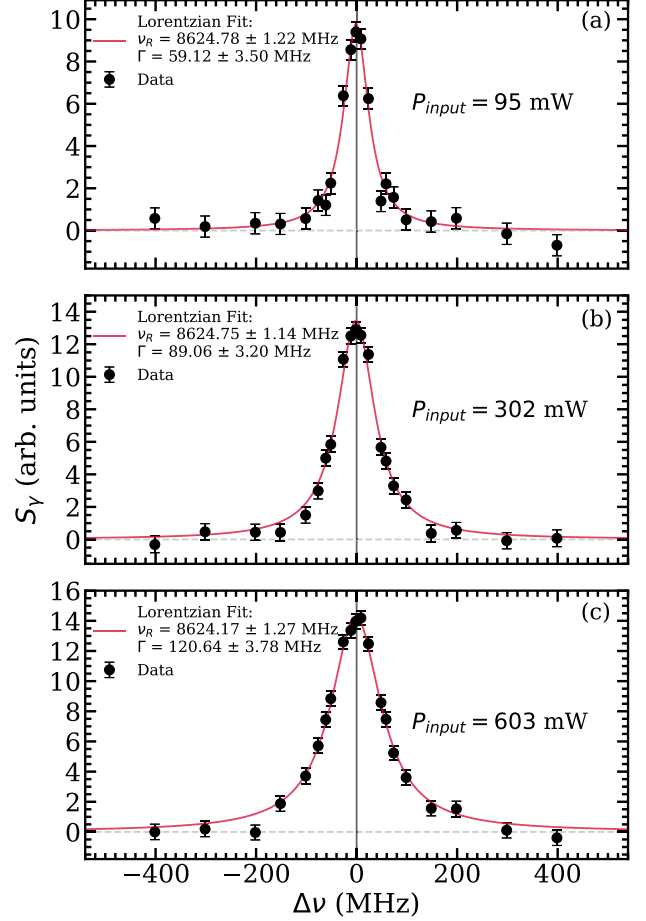 (a)
Lorentzian Fit:
ν_R = 8624.78 ± 1.22 MHz
Γ = 59.12 ± 3.50 MHz
Data
P_input = 95 mW
10
8
6
4
2
0
(b)
Lorentzian Fit:
ν_R = 8624.75 ± 1.14 MHz
Γ = 89.06 ± 3.20 MHz
Data
P_input = 302 mW
14
12
10
8
6
4
2
0
S_γ (arb. units)
(c)
Lorentzian Fit:
ν_R = 8624.17 ± 1.27 MHz
Γ = 120.64 ± 3.78 MHz
Data
P_input = 603 mW
16
14
12
10
8
6
4
2
0
−400 −200 0 200 400
Δν (MHz)